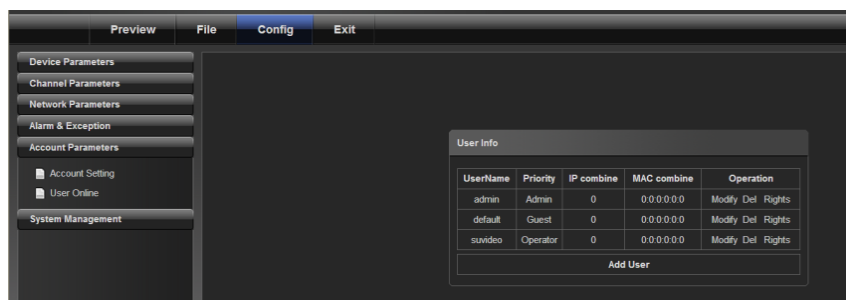 Preview File Config Exit
Device Parameters
Channel Parameters
Network Parameters
Alarm & Exception
Account Parameters
Account Setting
User Online
System Management
User Info
UserName Priority IP combine MAC combine Operation
admin Admin 0 0:0:0:0:0:0 Modify Del Rights
default Guest 0 0:0:0:0:0:0 Modify Del Rights
suvideo Operator 0 0:0:0:0:0:0 Modify Del Rights
Add User